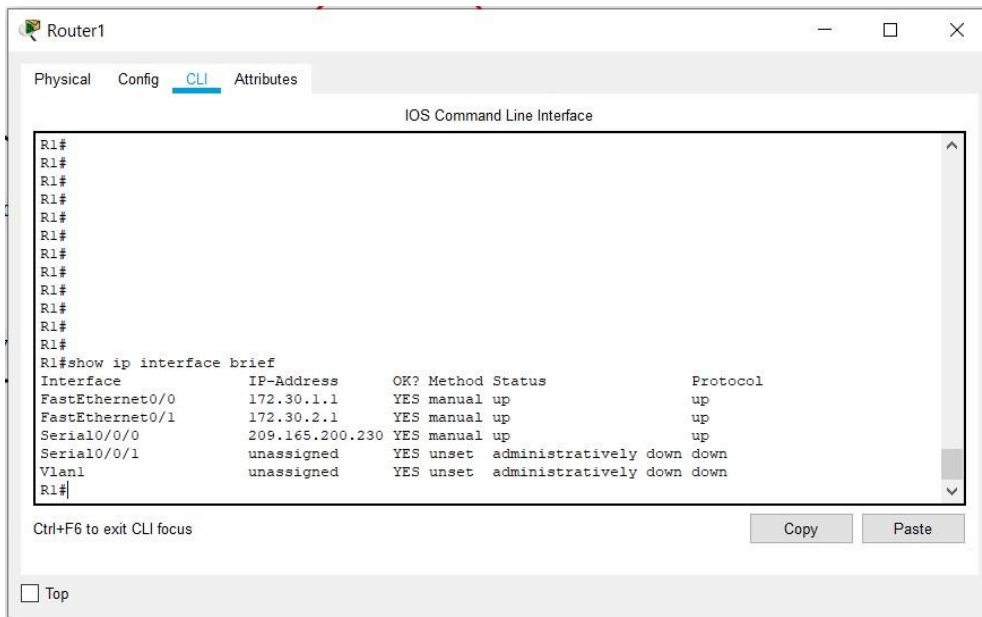 Router1
Physical Config CLI Attributes
IOS Command Line Interface
R1#
R1#
R1#
R1#
R1#
R1#
R1#
R1#
R1#
R1#
R1#
R1#
R1#show ip interface brief
Interface IP-Address OK? Method Status Protocol
FastEthernet0/0 172.30.1.1 YES manual up up
FastEthernet0/1 172.30.2.1 YES manual up up
Serial0/0/0 209.165.200.230 YES manual up up
Serial0/0/1 unassigned YES unset administratively down down
Vlan1 unassigned YES unset administratively down down
R1#
Ctrl+F6 to exit CLI focus
Copy Paste
Top